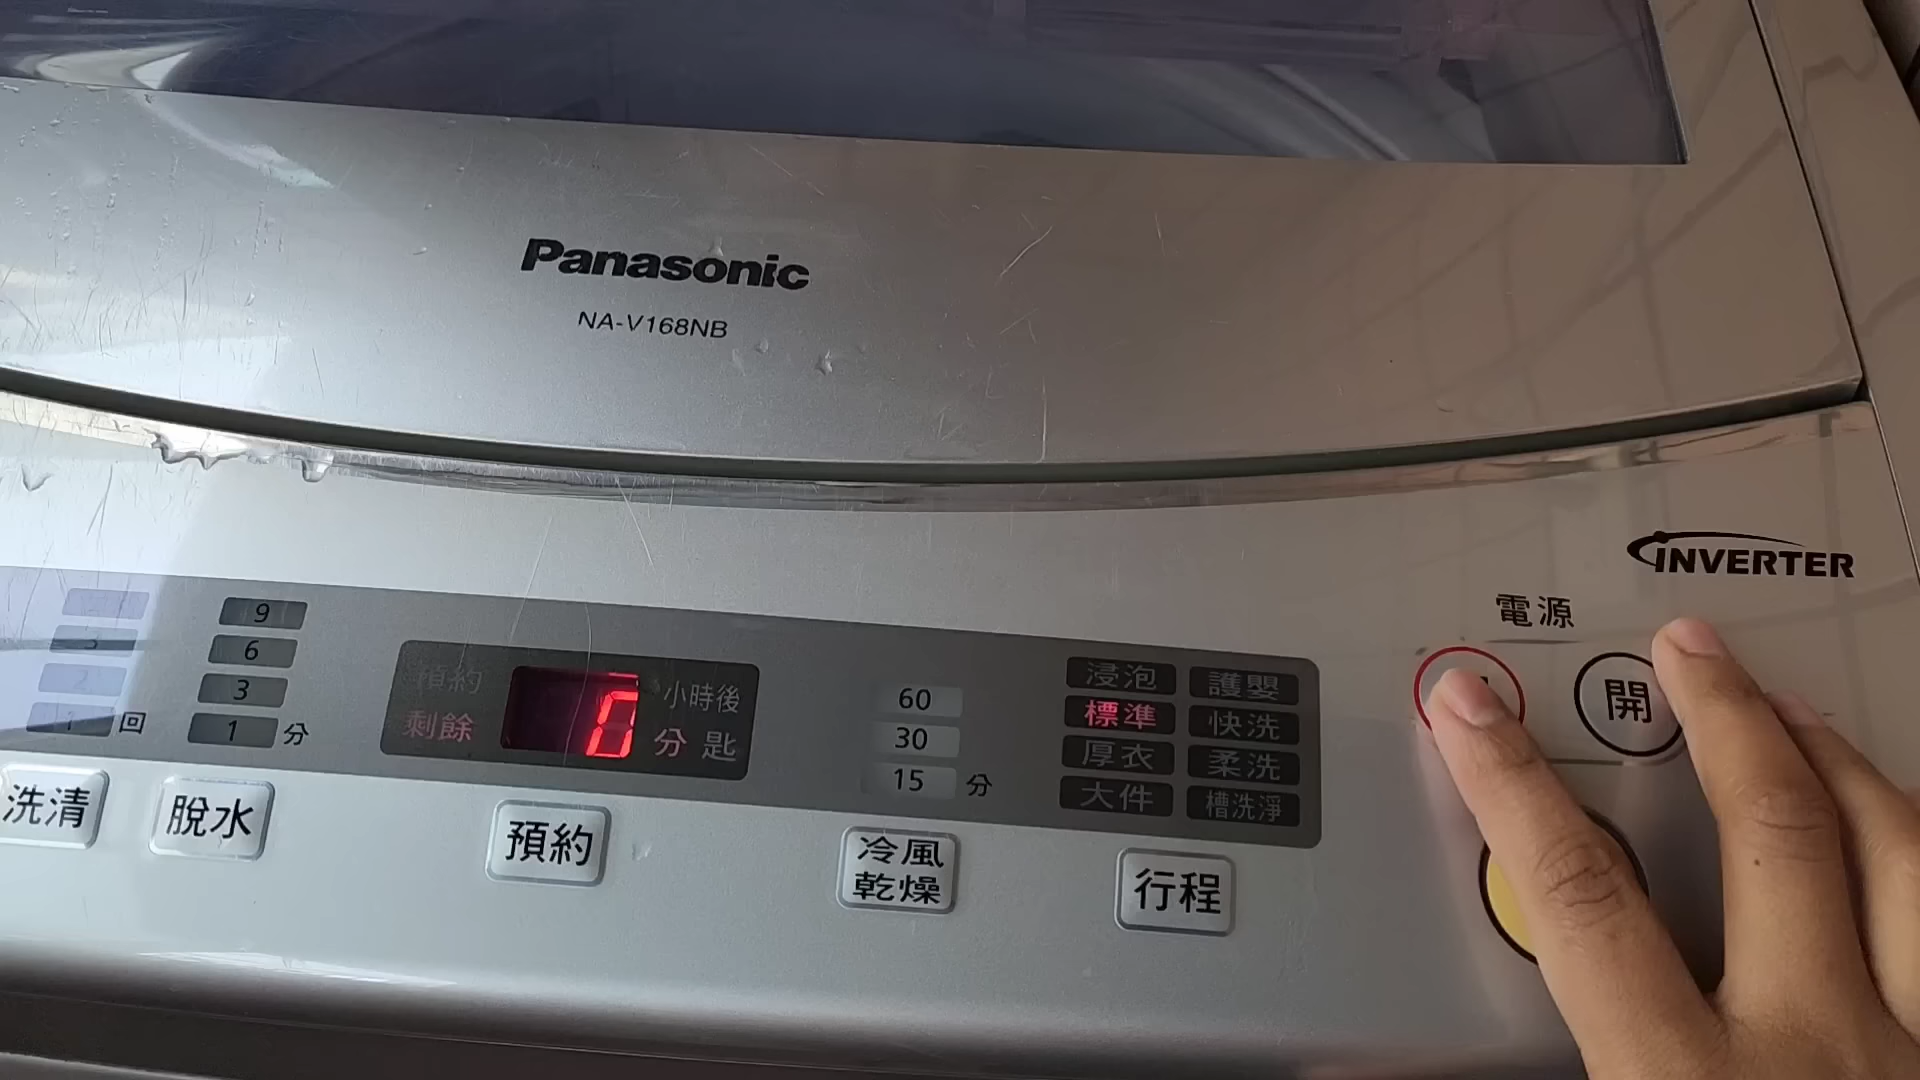 Panasonic
NA-V168NB
INVERTER
電源
開
9
6
3
1 分
2
回
預約
剩餘
小時後
分 匙
60
30
15 分
浸泡 護嬰
標準 快洗
厚衣 柔洗
大件 槽洗淨
洗清
脫水
預約
冷風
乾燥
行程